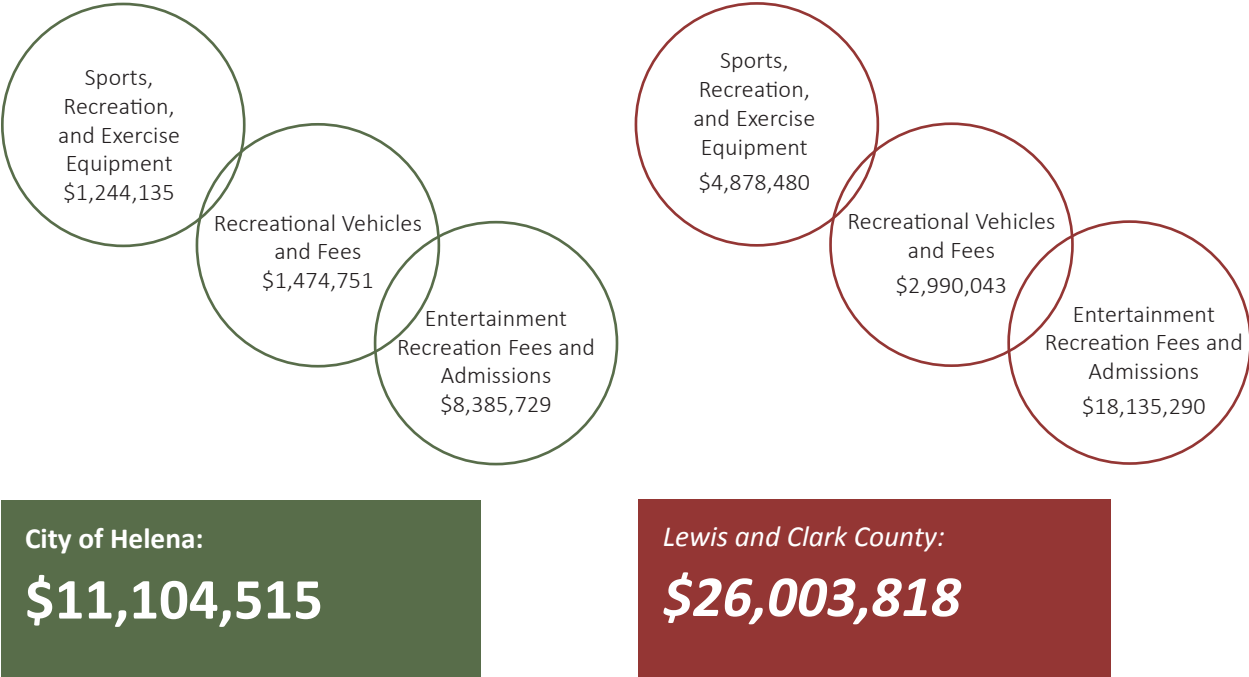 Sports,
Recreation,
and Exercise
Equipment
$1,244,135
Recreational Vehicles
and Fees
$1,474,751
Entertainment
Recreation Fees and
Admissions
$8,385,729
City of Helena:
$11,104,515
Sports,
Recreation,
and Exercise
Equipment
$4,878,480
Recreational Vehicles
and Fees
$2,990,043
Entertainment
Recreation Fees and
Admissions
$18,135,290
Lewis and Clark County:
$26,003,818